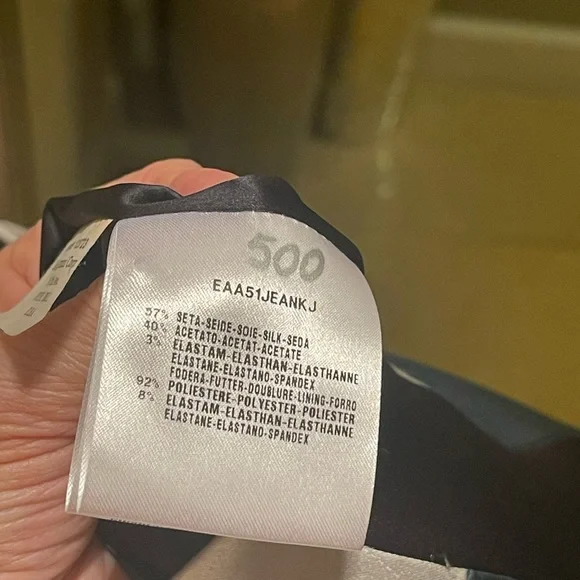 500
EAA51JEANKJ
57% SETA-SEIDE-SOIE-SILK-SEDA
40% ACETATO-ACETAT-ACETATE
3% ELASTAM-ELASTHAN-ELASTHANNE
ELASTANE-ELASTANO-SPANDEX
FODERA-FUTTER-DOUBLURE-LINING-FORRO
92% POLIESTERE-POLYESTER-POLIESTER
8% ELASTAM-ELASTHAN-ELASTHANNE
ELASTANE-ELASTANO-SPANDEX